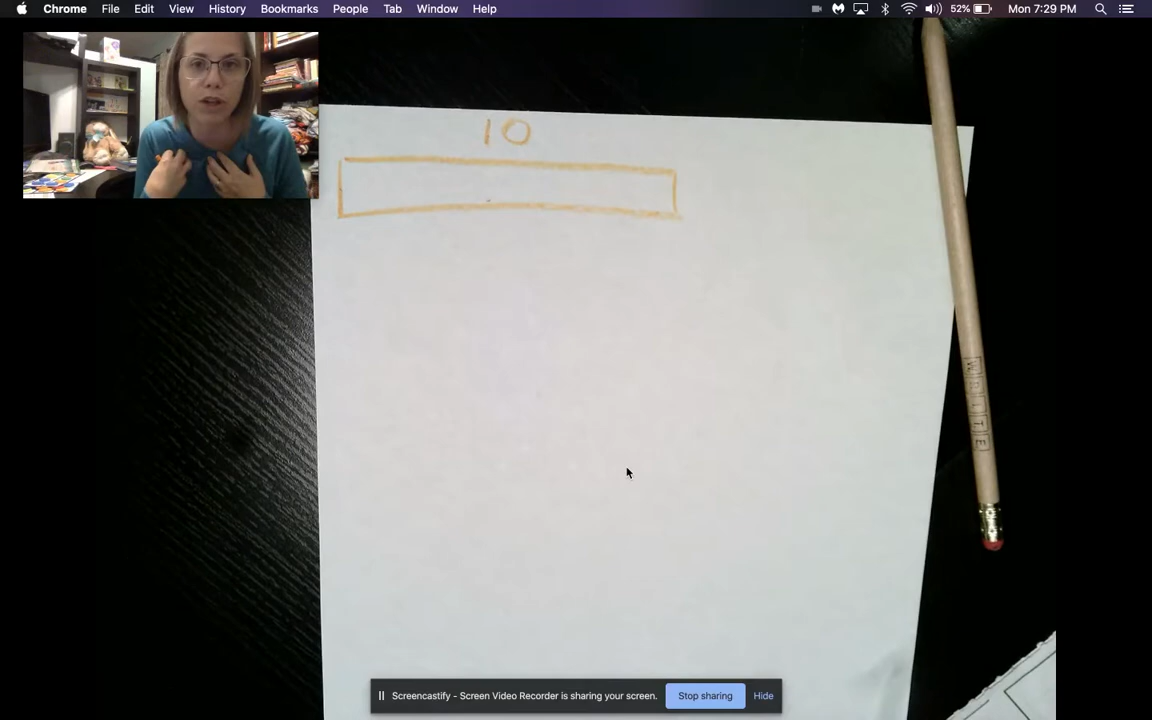 Chrome File Edit View History Bookmarks People Tab Window Help 52% Mon 7:29 PM
10
WRITE
Screencastify - Screen Video Recorder is sharing your screen. Stop sharing Hide